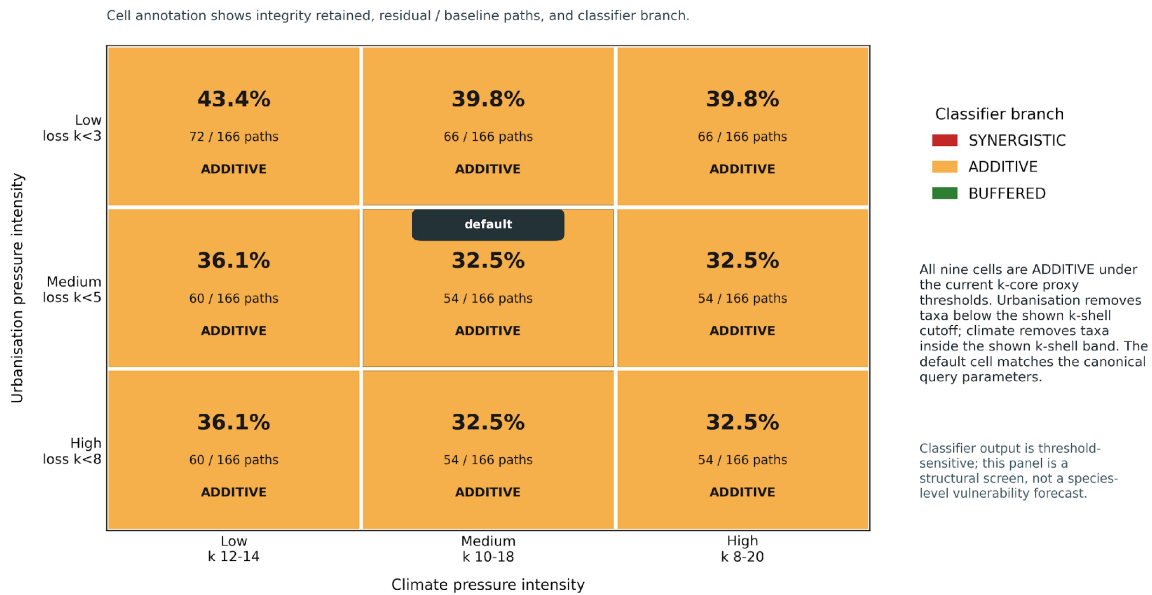 Cell annotation shows integrity retained, residual / baseline paths, and classifier branch.
Urbanisation pressure intensity
Low
loss k<3
43.4%
72 / 166 paths
ADDITIVE
39.8%
66 / 166 paths
ADDITIVE
39.8%
66 / 166 paths
ADDITIVE
Medium
loss k<5
36.1%
60 / 166 paths
ADDITIVE
default
32.5%
54 / 166 paths
ADDITIVE
32.5%
54 / 166 paths
ADDITIVE
High
loss k<8
36.1%
60 / 166 paths
ADDITIVE
32.5%
54 / 166 paths
ADDITIVE
32.5%
54 / 166 paths
ADDITIVE
Low
k 12-14
Medium
k 10-18
High
k 8-20
Climate pressure intensity
Classifier branch
SYNERGISTIC
ADDITIVE
BUFFERED
All nine cells are ADDITIVE under
the current k-core proxy
thresholds. Urbanisation removes
taxa below the shown k-shell
cutoff; climate removes taxa
inside the shown k-shell band. The
default cell matches the canonical
query parameters.
Classifier output is threshold-
sensitive; this panel is a
structural screen, not a species-
level vulnerability forecast.